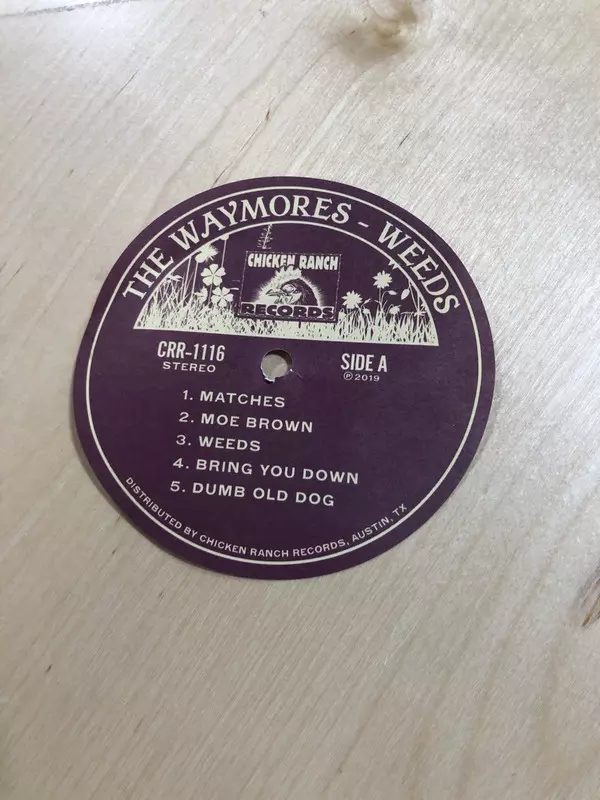 THE WAYMORES - WEEDS
CHICKEN RANCH
RECORDS
CRR-1116
STEREO
SIDE A
℗ 2019
1. MATCHES
2. MOE BROWN
3. WEEDS
4. BRING YOU DOWN
5. DUMB OLD DOG
DISTRIBUTED BY CHICKEN RANCH RECORDS, AUSTIN, TX